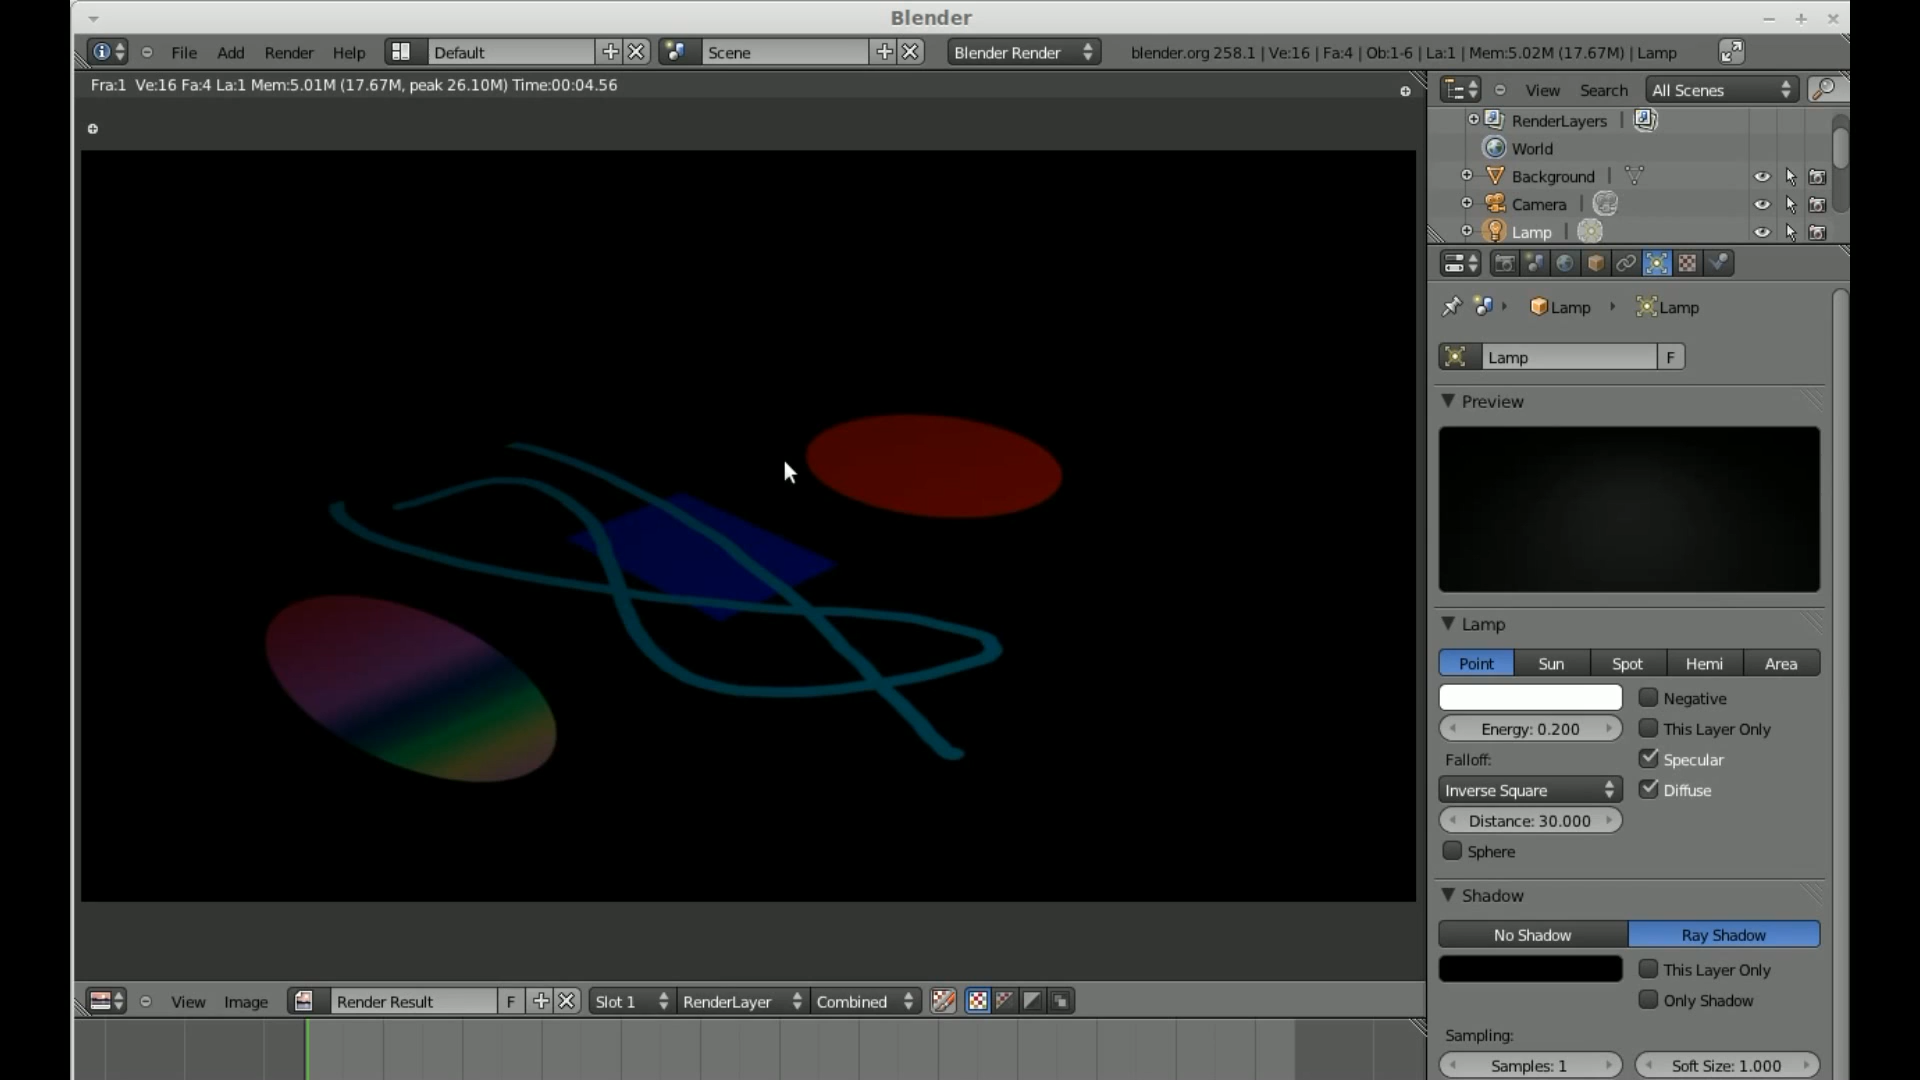 Blender
File Add Render Help Default Scene Blender Render blender.org 258.1 | Ve:16 | Fa:4 | Ob:1-6 | La:1 | Mem:5.02M (17.67M) | Lamp
Fra:1 Ve:16 Fa:4 La:1 Mem:5.01M (17.67M, peak 26.10M) Time:00:04.56
View Search All Scenes
RenderLayers |
World
Background |
Camera |
Lamp |
Lamp Lamp
Lamp F
Preview
Lamp
Point Sun Spot Hemi Area
Negative
Energy: 0.200 This Layer Only
Falloff: Specular
Inverse Square Diffuse
Distance: 30.000
Sphere
Shadow
No Shadow Ray Shadow
This Layer Only
Only Shadow
Sampling:
Samples: 1 Soft Size: 1.000
View Image Render Result F Slot 1 RenderLayer Combined